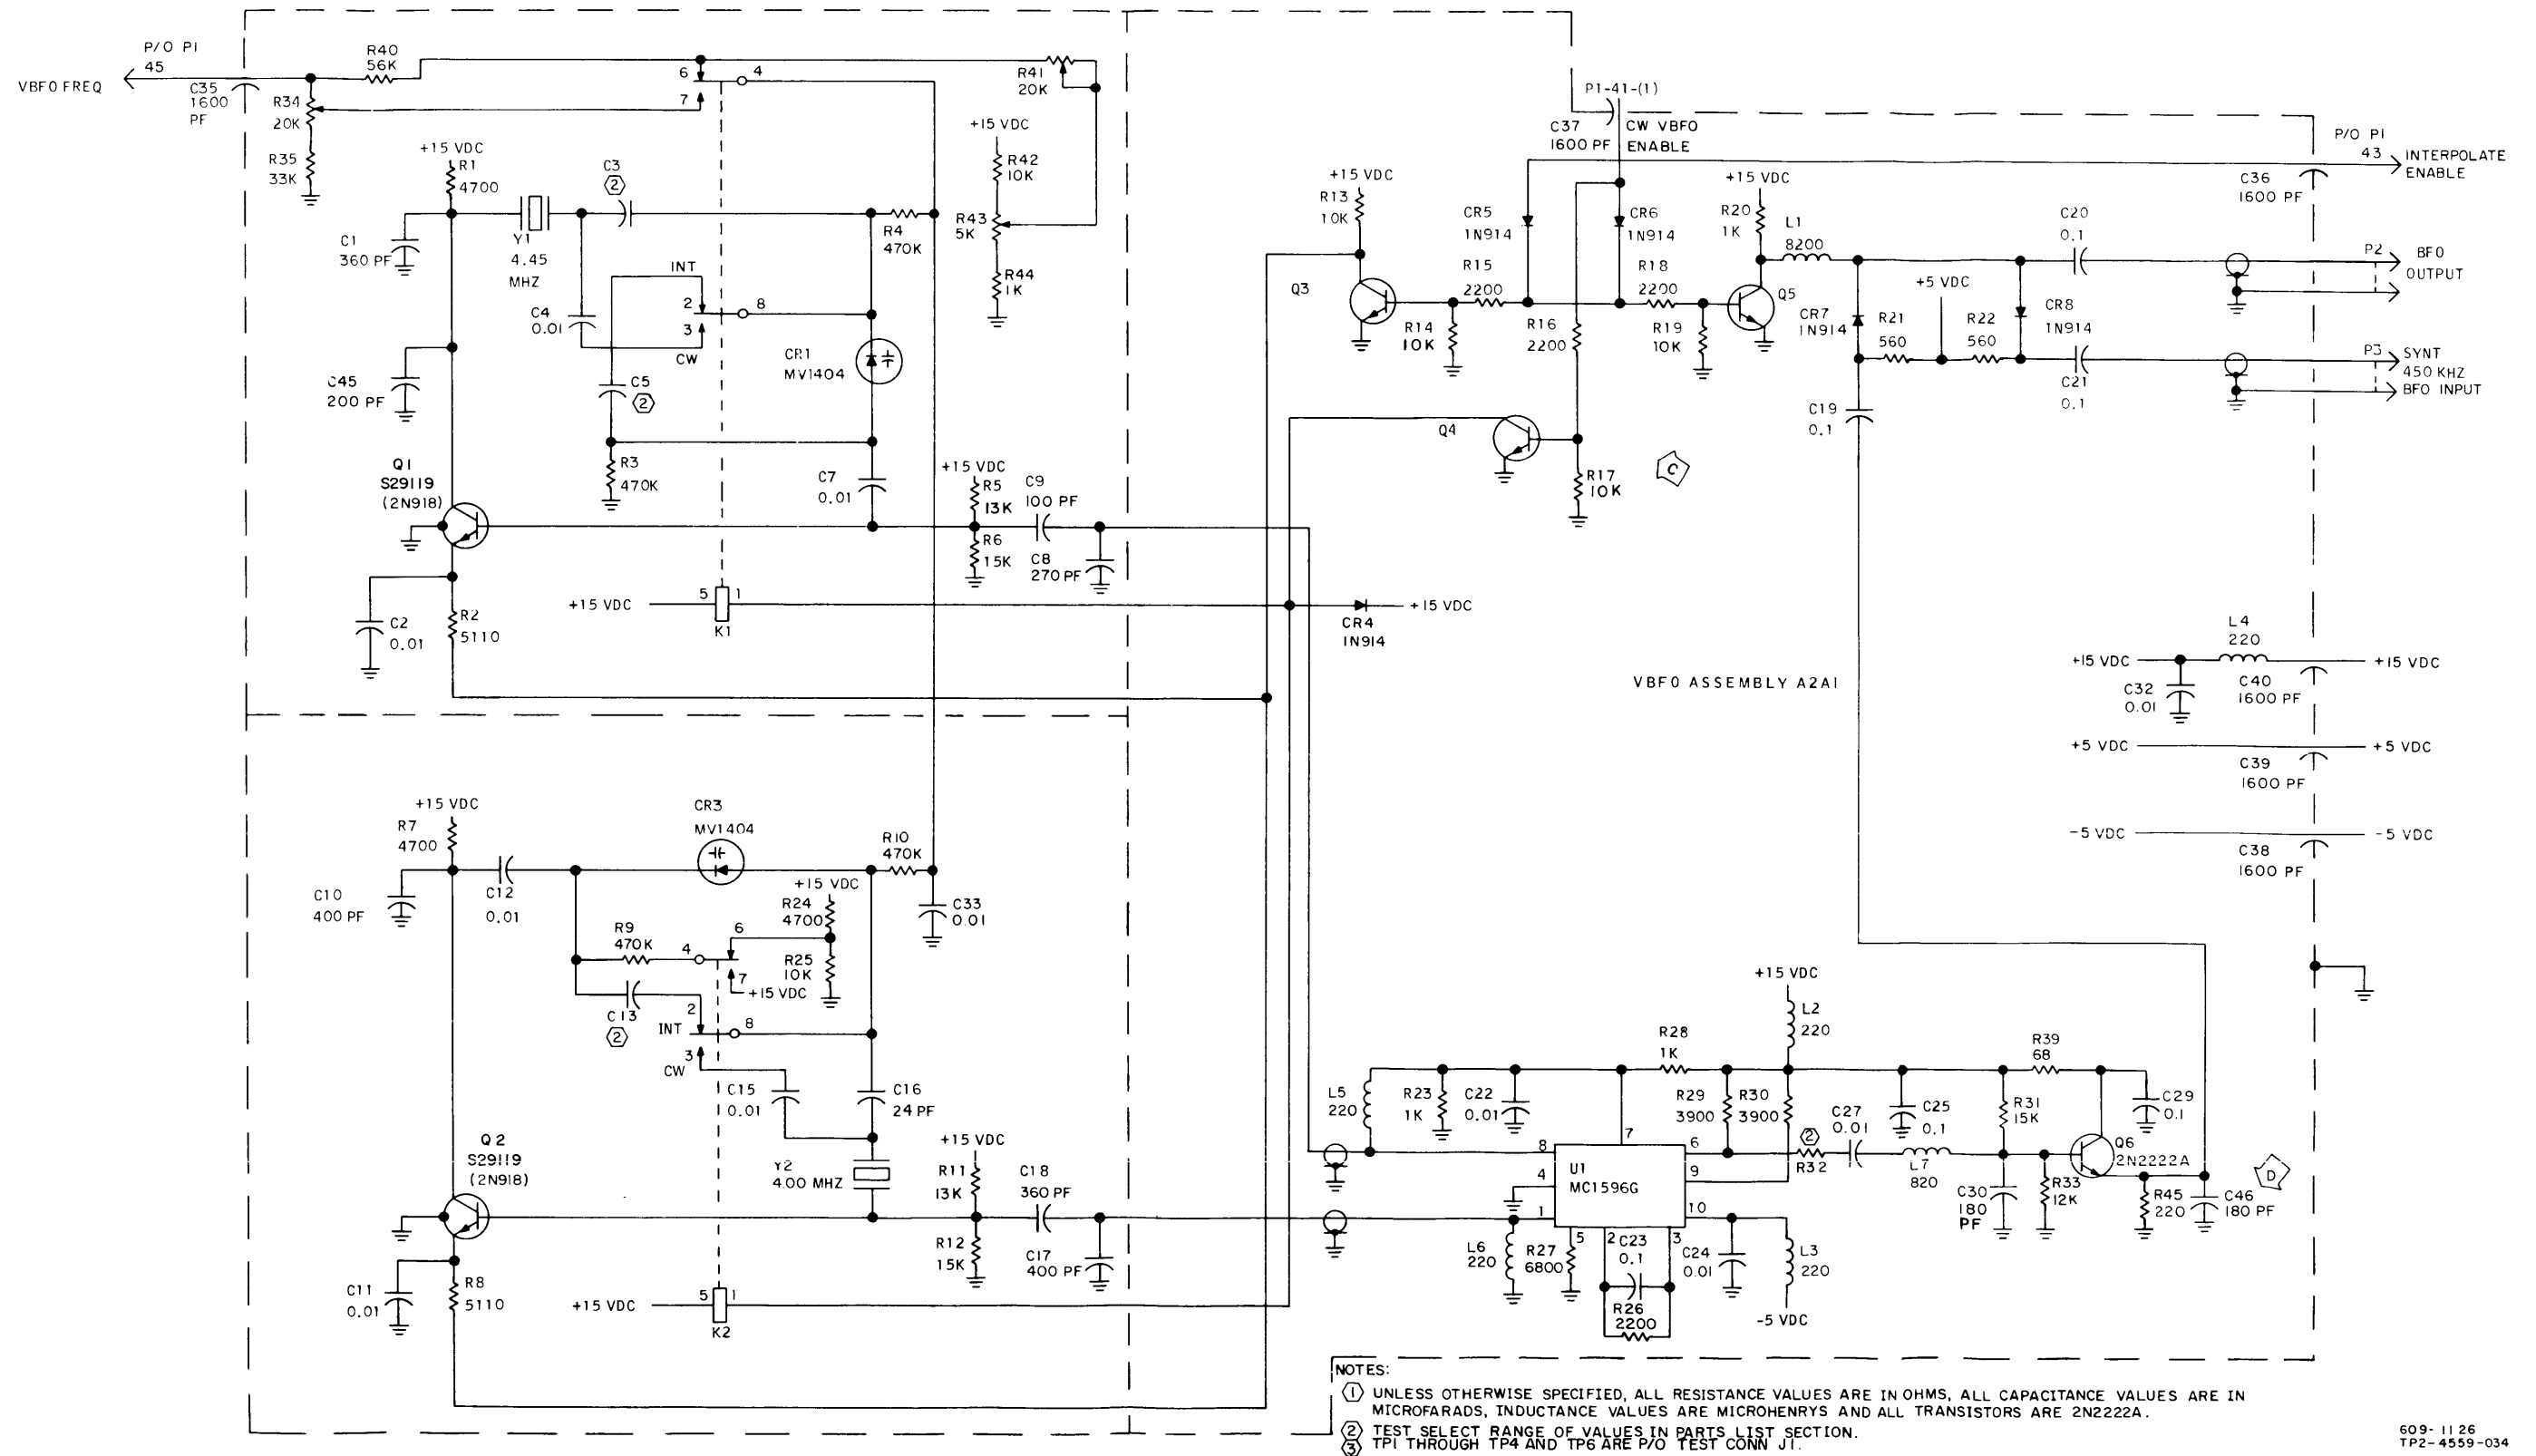 P/O P1
45
VBFO FREQ
C35
1600
PF
R40
56K
R34
20K
R35
33K
6
4
7
R41
20K
+15 VDC
R42
10K
R43
5K
R44
1K
+15 VDC
R1
4700
C3
2
C1
360 PF
Y1
4.45
MHZ
R4
470K
INT
2
8
3
CW
C4
0.01
CR1
MV1404
C45
200 PF
C5
2
R3
470K
C7
0.01
Q1
S29119
(2N918)
+15 VDC
R5
13K
R6
15K
C9
100 PF
C8
270 PF
C2
0.01
R2
5110
+15 VDC
5
1
K1
CR4
1N914
+15 VDC
P1-41-(1)
C37
1600 PF
CW VBFO
ENABLE
P/O P1
43
INTERPOLATE
ENABLE
C36
1600 PF
+15 VDC
R13
10K
CR5
1N914
CR6
1N914
+15 VDC
R20
1K
L1
8200
C20
0.1
P2
BFO
OUTPUT
Q3
R15
2200
R18
2200
Q5
+5 VDC
CR7
1N914
R21
560
R22
560
CR8
1N914
R14
10K
R16
2200
R19
10K
P3
SYNT
450 KHZ
BFO INPUT
C21
0.1
C19
0.1
Q4
R17
10K
C
VBFO ASSEMBLY A2A1
L4
220
+15 VDC
+15 VDC
C32
0.01
C40
1600 PF
+5 VDC
+5 VDC
C39
1600 PF
-5 VDC
-5 VDC
C38
1600 PF
+15 VDC
R7
4700
CR3
MV1404
R10
470K
C10
400 PF
C12
0.01
+15 VDC
R24
4700
C33
0.01
R9
470K
4
6
7
R25
10K
+15 VDC
C13
2
2
INT
8
3
CW
C15
0.01
C16
24 PF
Q2
S29119
(2N918)
Y2
4.00 MHZ
+15 VDC
R11
13K
C18
360 PF
R12
15K
C17
400 PF
C11
0.01
R8
5110
+15 VDC
5
1
K2
+15 VDC
L2
220
R28
1K
R39
68
L5
220
R23
1K
C22
0.01
R29
3900
R30
3900
C27
0.01
C25
0.1
R31
15K
C29
0.1
8
7
6
2
R32
L7
820
Q6
2N2222A
D
4
U1
MC1596G
9
C30
180
PF
R33
12K
R45
220
C46
180 PF
1
10
5
2
3
L6
220
R27
6800
C23
0.1
C24
0.01
L3
220
R26
2200
-5 VDC
NOTES:
1 UNLESS OTHERWISE SPECIFIED, ALL RESISTANCE VALUES ARE IN OHMS, ALL CAPACITANCE VALUES ARE IN
MICROFARADS, INDUCTANCE VALUES ARE MICROHENRYS AND ALL TRANSISTORS ARE 2N2222A.
2 TEST SELECT RANGE OF VALUES IN PARTS LIST SECTION.
3 TP1 THROUGH TP4 AND TP6 ARE P/O TEST CONN J1.
609-1126
TP2-4559-034